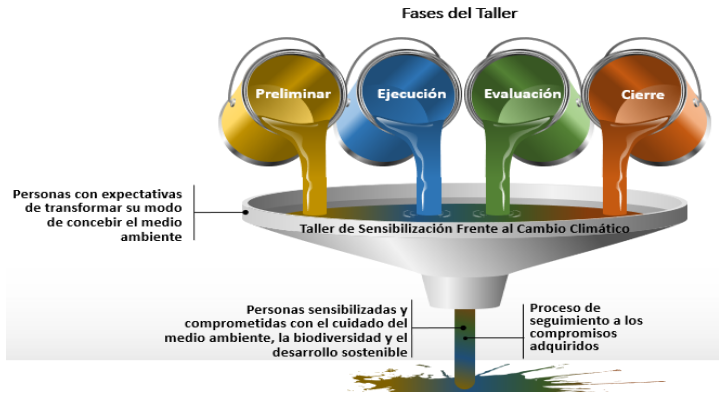 Fases del Taller
Preliminar
Ejecución
Evaluación
Cierre
Personas con expectativas
de transformar su modo
de concebir el medio
ambiente
Taller de Sensibilización Frente al Cambio Climático
Personas sensibilizadas y
comprometidas con el cuidado del
medio ambiente, la biodiversidad y el
desarrollo sostenible
Proceso de
seguimiento a los
compromisos
adquiridos